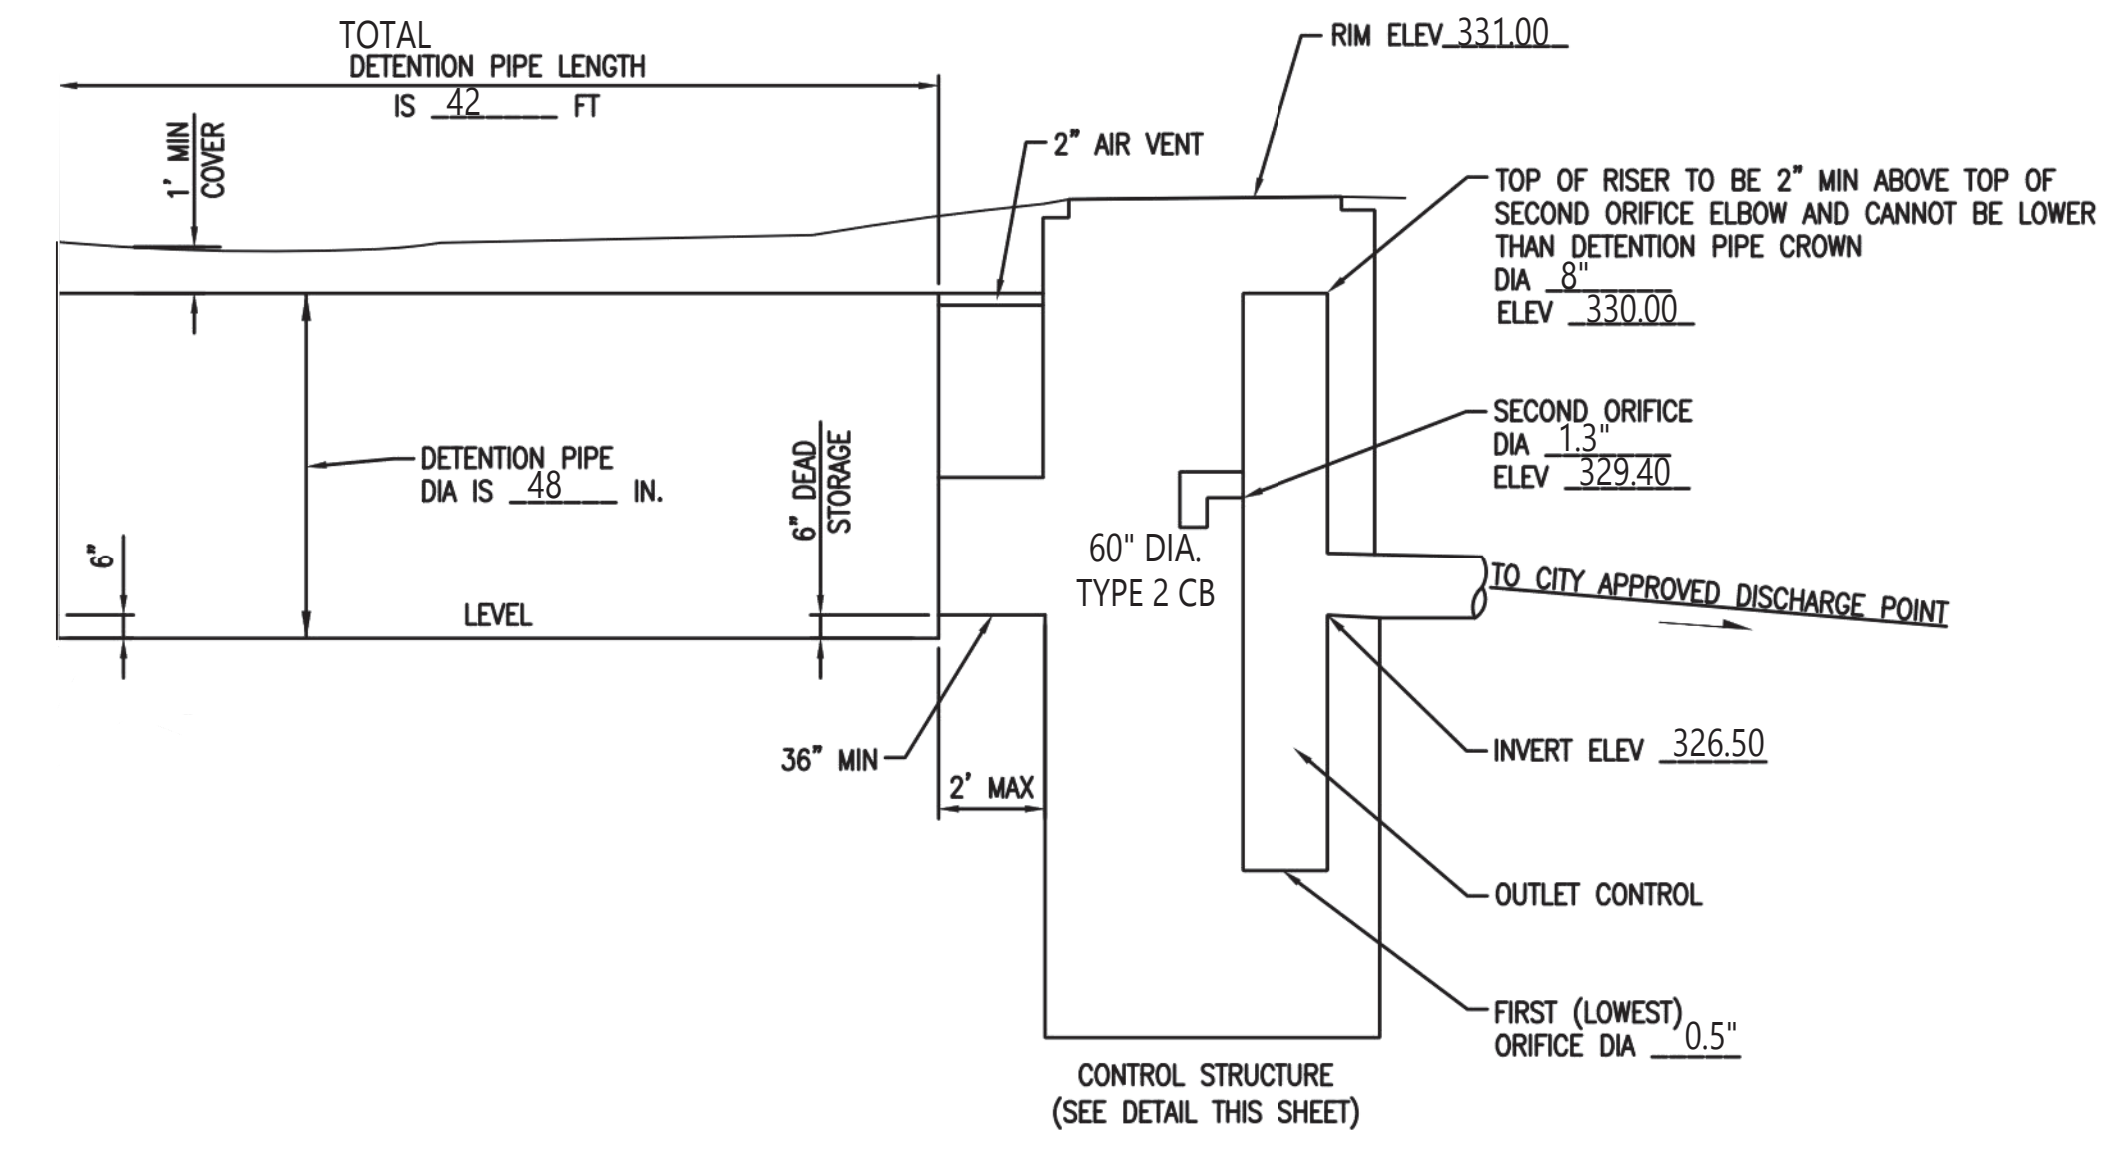 TOTAL
DETENTION PIPE LENGTH
IS 42 FT
1' MIN
COVER
RIM ELEV 331.00
2" AIR VENT
TOP OF RISER TO BE 2" MIN ABOVE TOP OF
SECOND ORIFICE ELBOW AND CANNOT BE LOWER
THAN DETENTION PIPE CROWN
DIA 8"
ELEV 330.00
SECOND ORIFICE
DIA 1.3"
ELEV 329.40
DETENTION PIPE
DIA IS 48 IN.
6" DEAD
STORAGE
6"
LEVEL
60" DIA.
TYPE 2 CB
TO CITY APPROVED DISCHARGE POINT
36" MIN
2' MAX
INVERT ELEV 326.50
OUTLET CONTROL
FIRST (LOWEST)
ORIFICE DIA 0.5"
CONTROL STRUCTURE
(SEE DETAIL THIS SHEET)